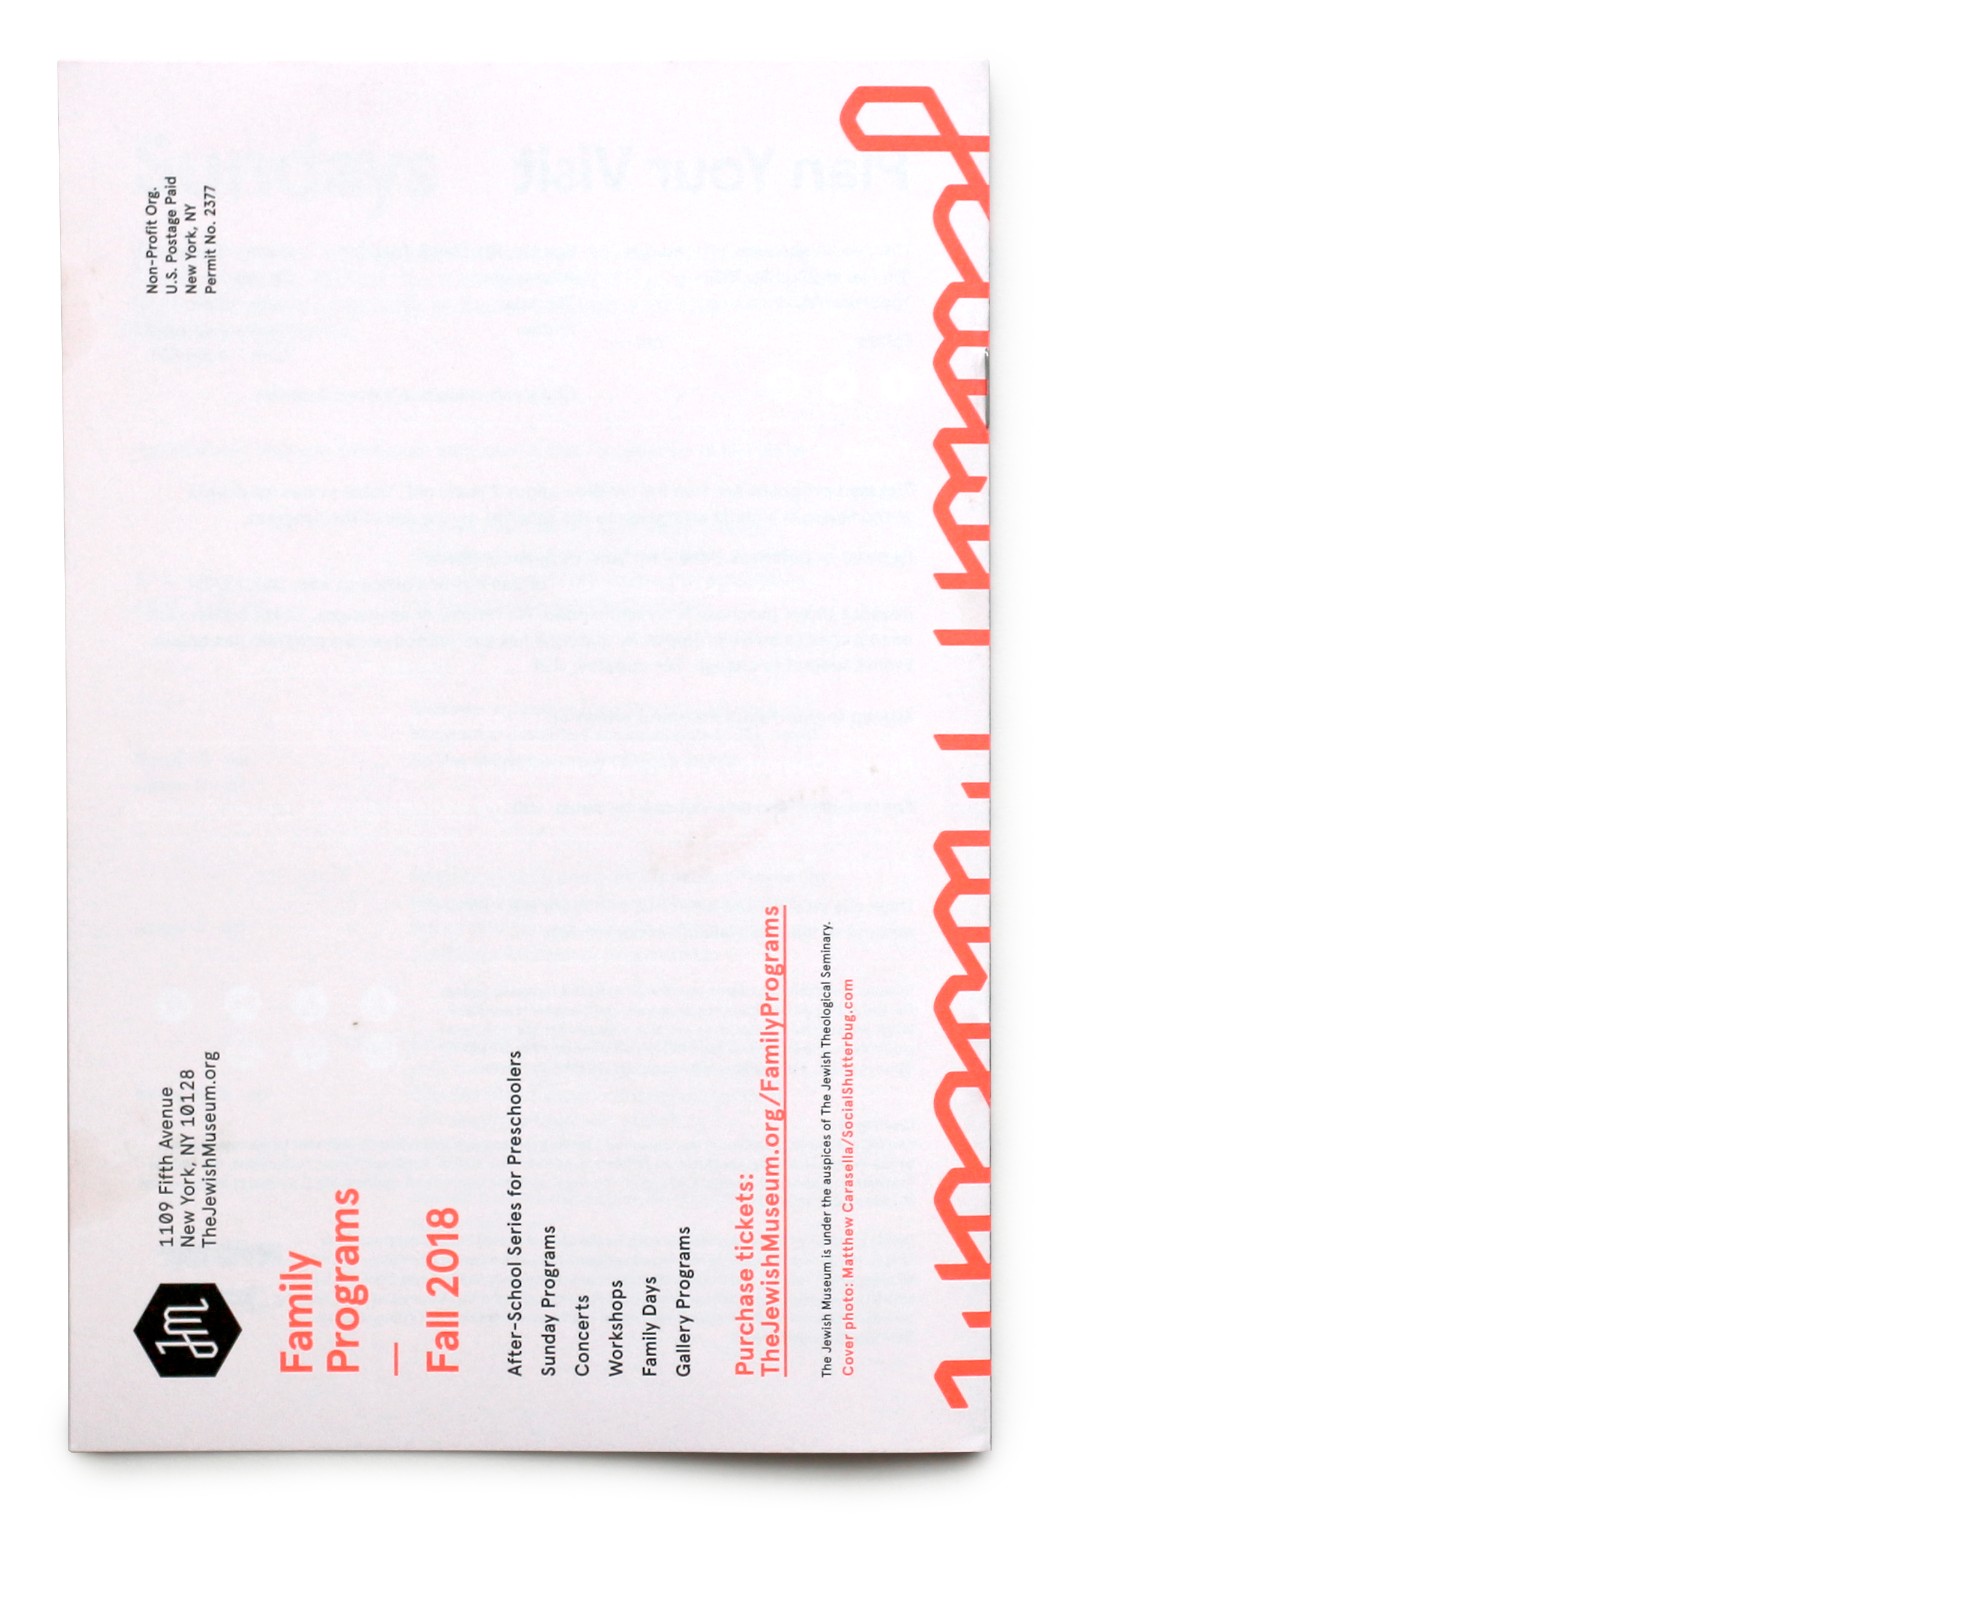 1109 Fifth Avenue
New York, NY 10128
TheJewishMuseum.org
Non-Profit Org.
U.S. Postage Paid
New York, NY
Permit No. 2377
Family
Programs
—
Fall 2018
After-School Series for Preschoolers
Sunday Programs
Concerts
Workshops
Family Days
Gallery Programs
Purchase tickets:
TheJewishMuseum.org/FamilyPrograms
The Jewish Museum is under the auspices of The Jewish Theological Seminary.
Cover photo: Matthew Carasella/SocialShutterbug.com